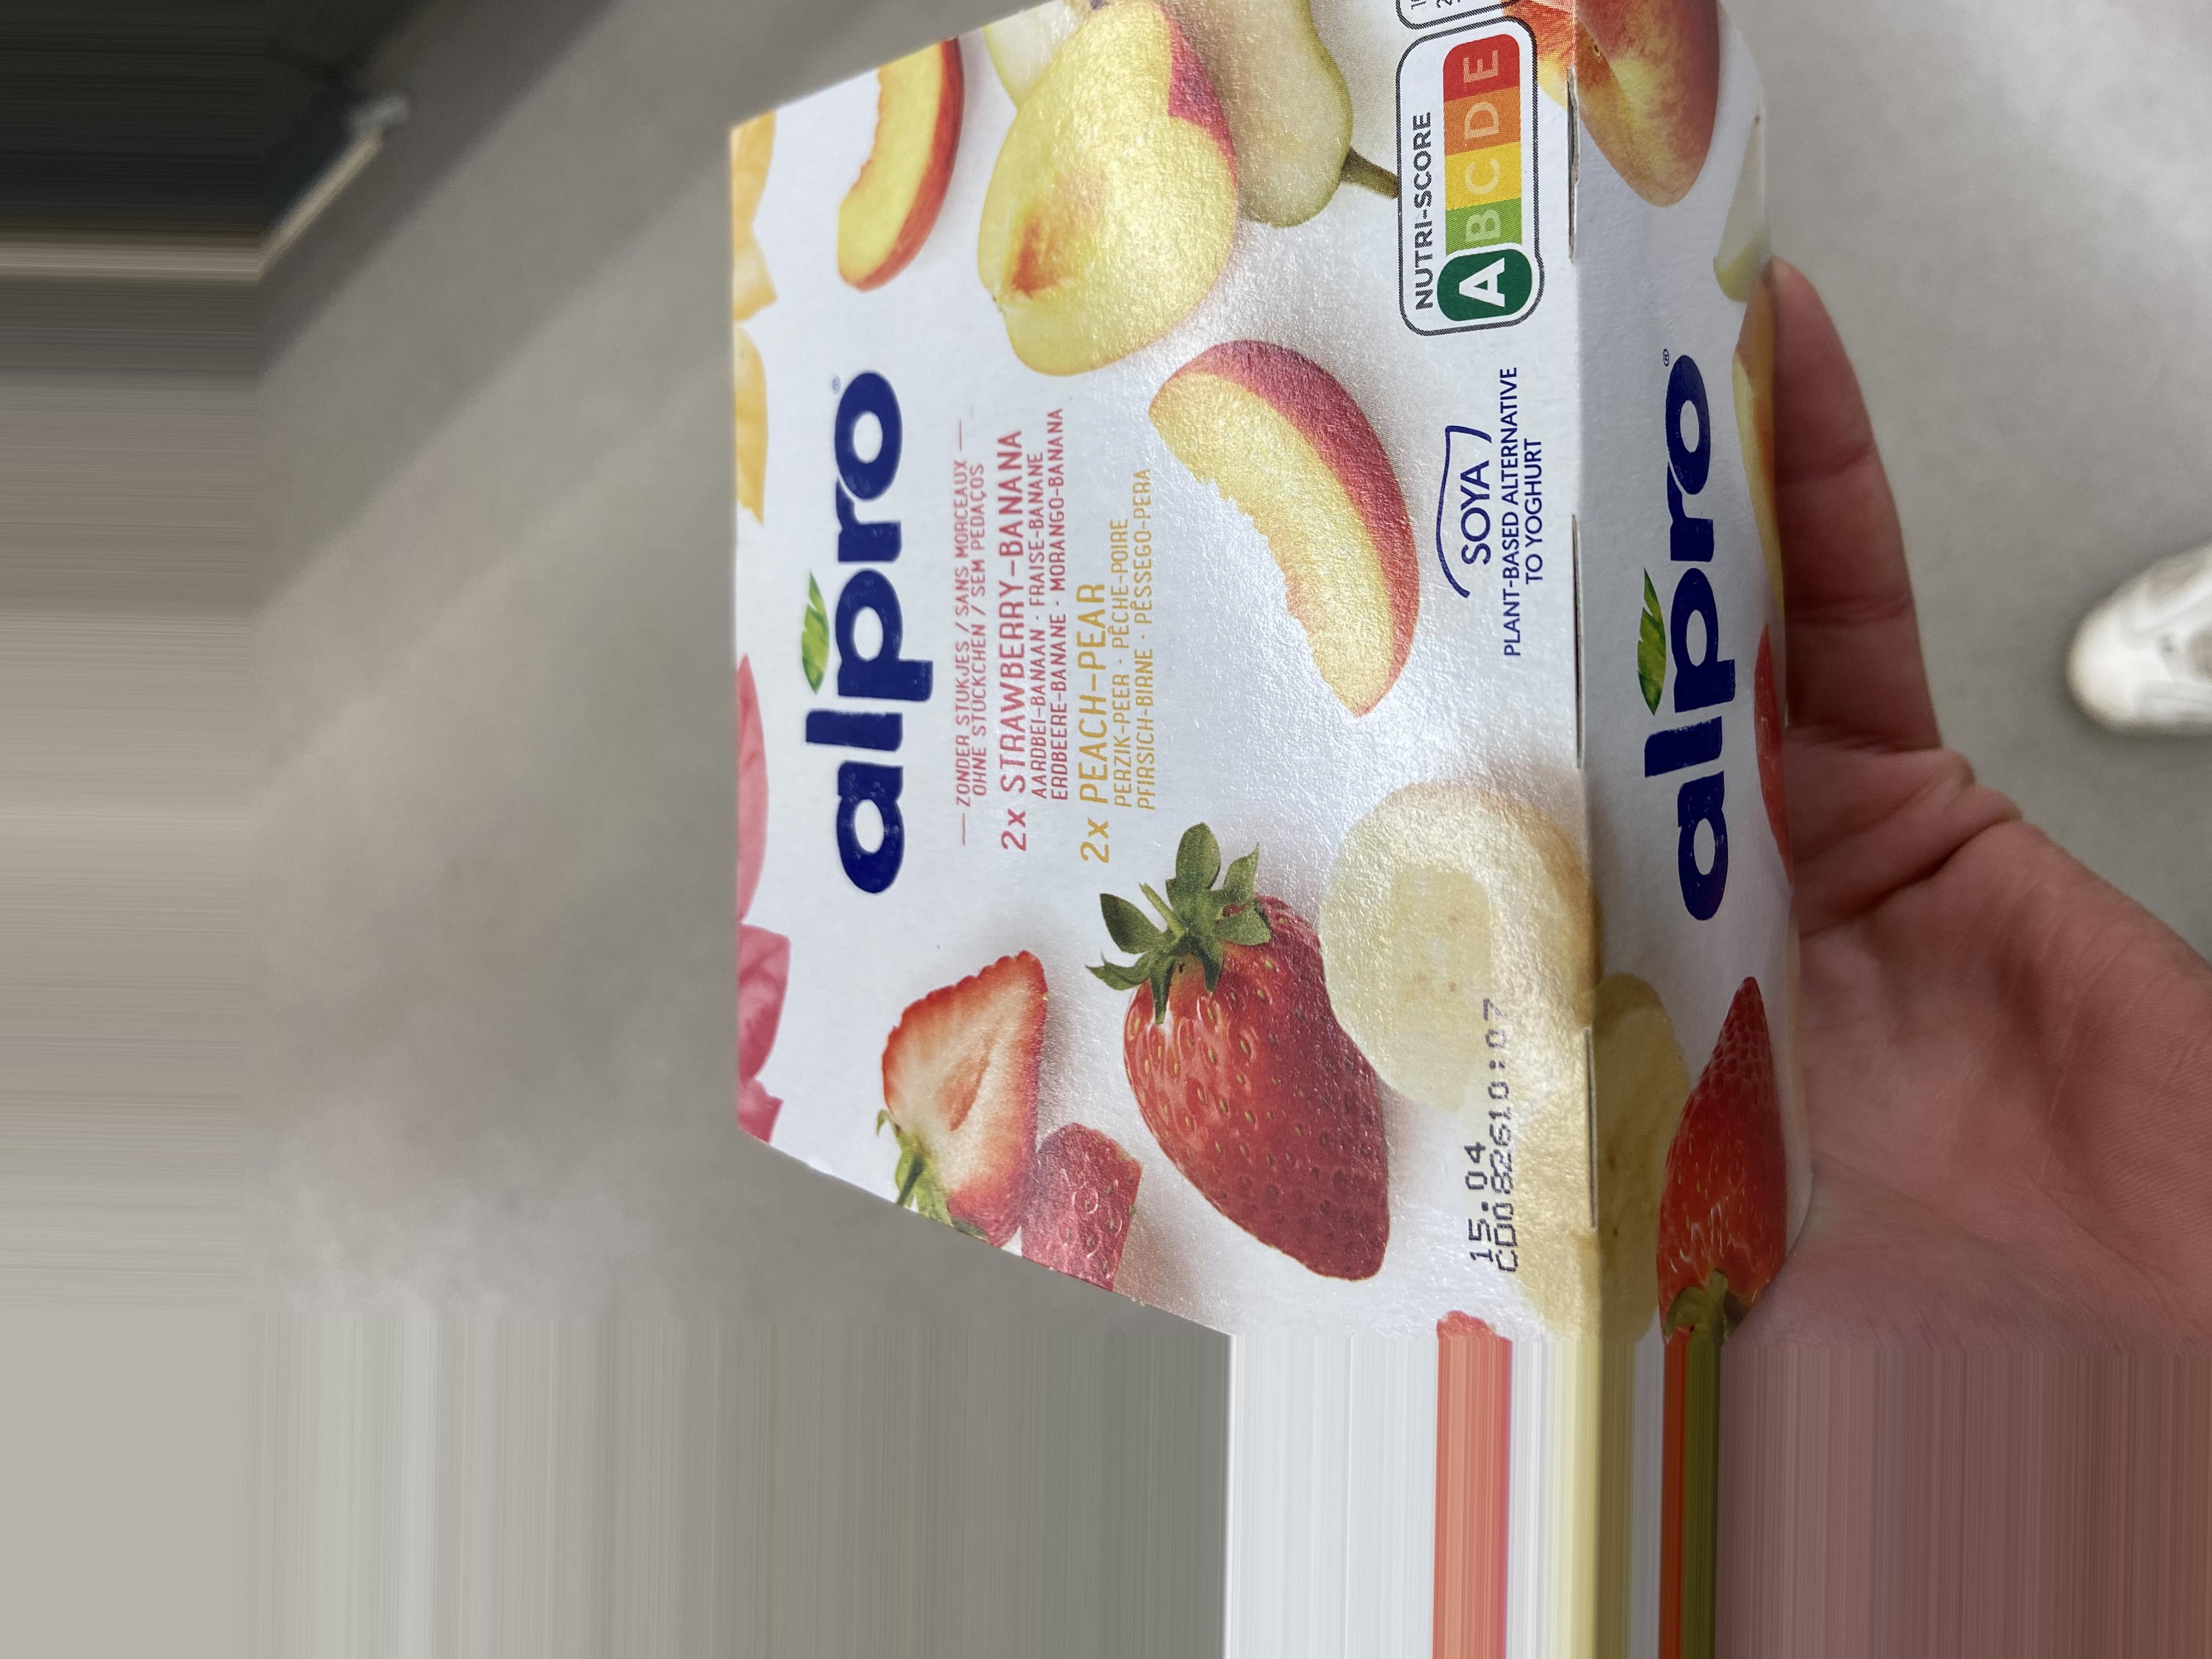 alpro®
ZONDER STUKJES / SANS MORCEAUX
OHNE STÜCKCHEN / SEM PEDAÇOS
2x STRAWBERRY-BANANA
AARDBEI-BANAAN · FRAISE-BANANE
ERDBEERE-BANANE · MORANGO-BANANA
2x PEACH-PEAR
PERZIK-PEER · PÊCHE-POIRE
PFIRSICH-BIRNE · PÊSSEGO-PERA
NUTRI-SCORE
A B C D E
SOYA
PLANT-BASED ALTERNATIVE
TO YOGHURT
15.04
10:07
alpro®